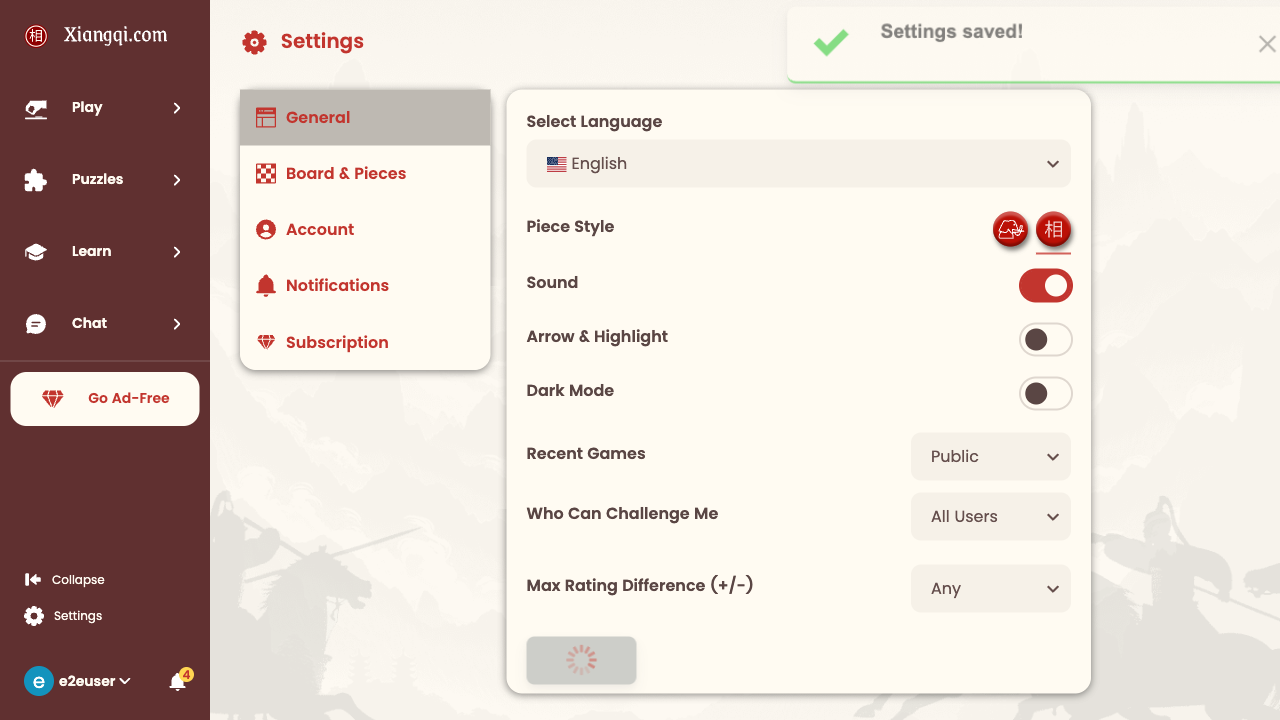 相 Xiangqi.com
Play
Puzzles
Learn
Chat
Go Ad-Free
Collapse
Settings
e e2euser 4
Settings
Settings saved!
General
Board & Pieces
Account
Notifications
Subscription
Select Language
English
Piece Style 相
Sound
Arrow & Highlight
Dark Mode
Recent Games Public
Who Can Challenge Me All Users
Max Rating Difference (+/-) Any